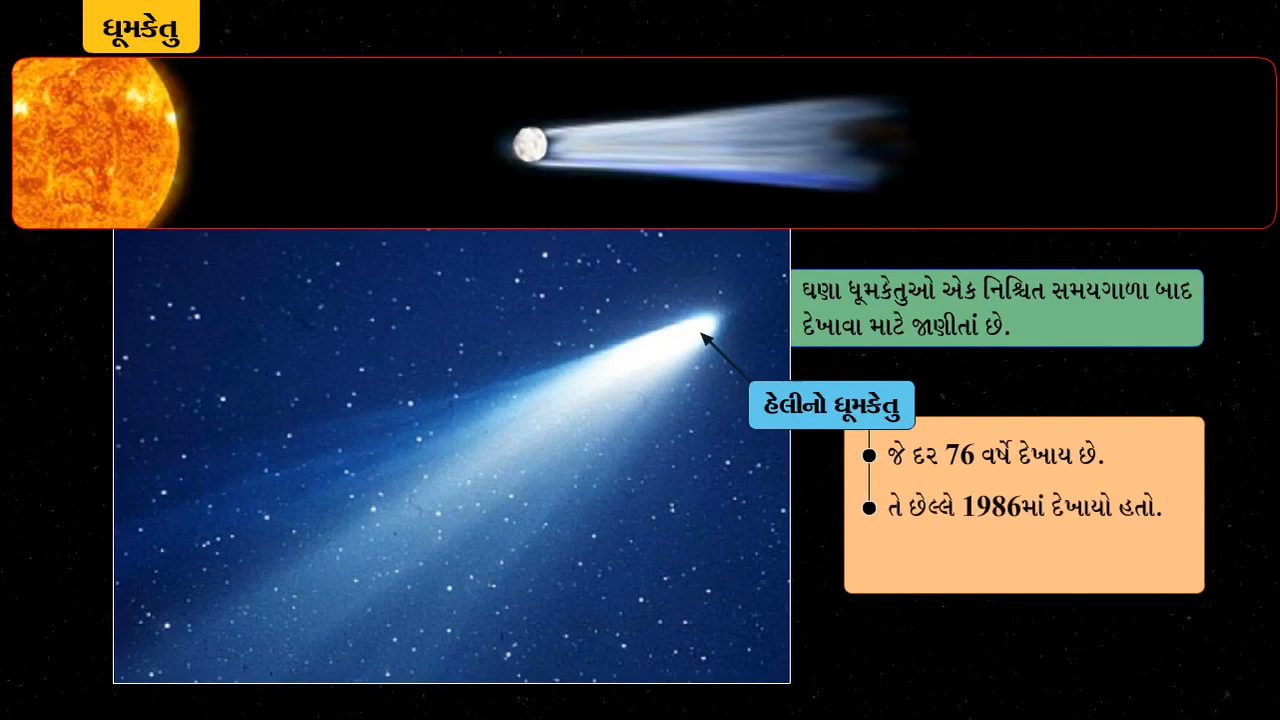 ધૂમકેતુ
ઘણા ધૂમકેતુઓ એક નિશ્ચિત સમયગાળા બાદ
દેખાવા માટે જાણીતાં છે.
હેલીનો ધૂમકેતુ
જે દર 76 વર્ષે દેખાય છે.
તે છેલ્લે 1986માં દેખાયો હતો.